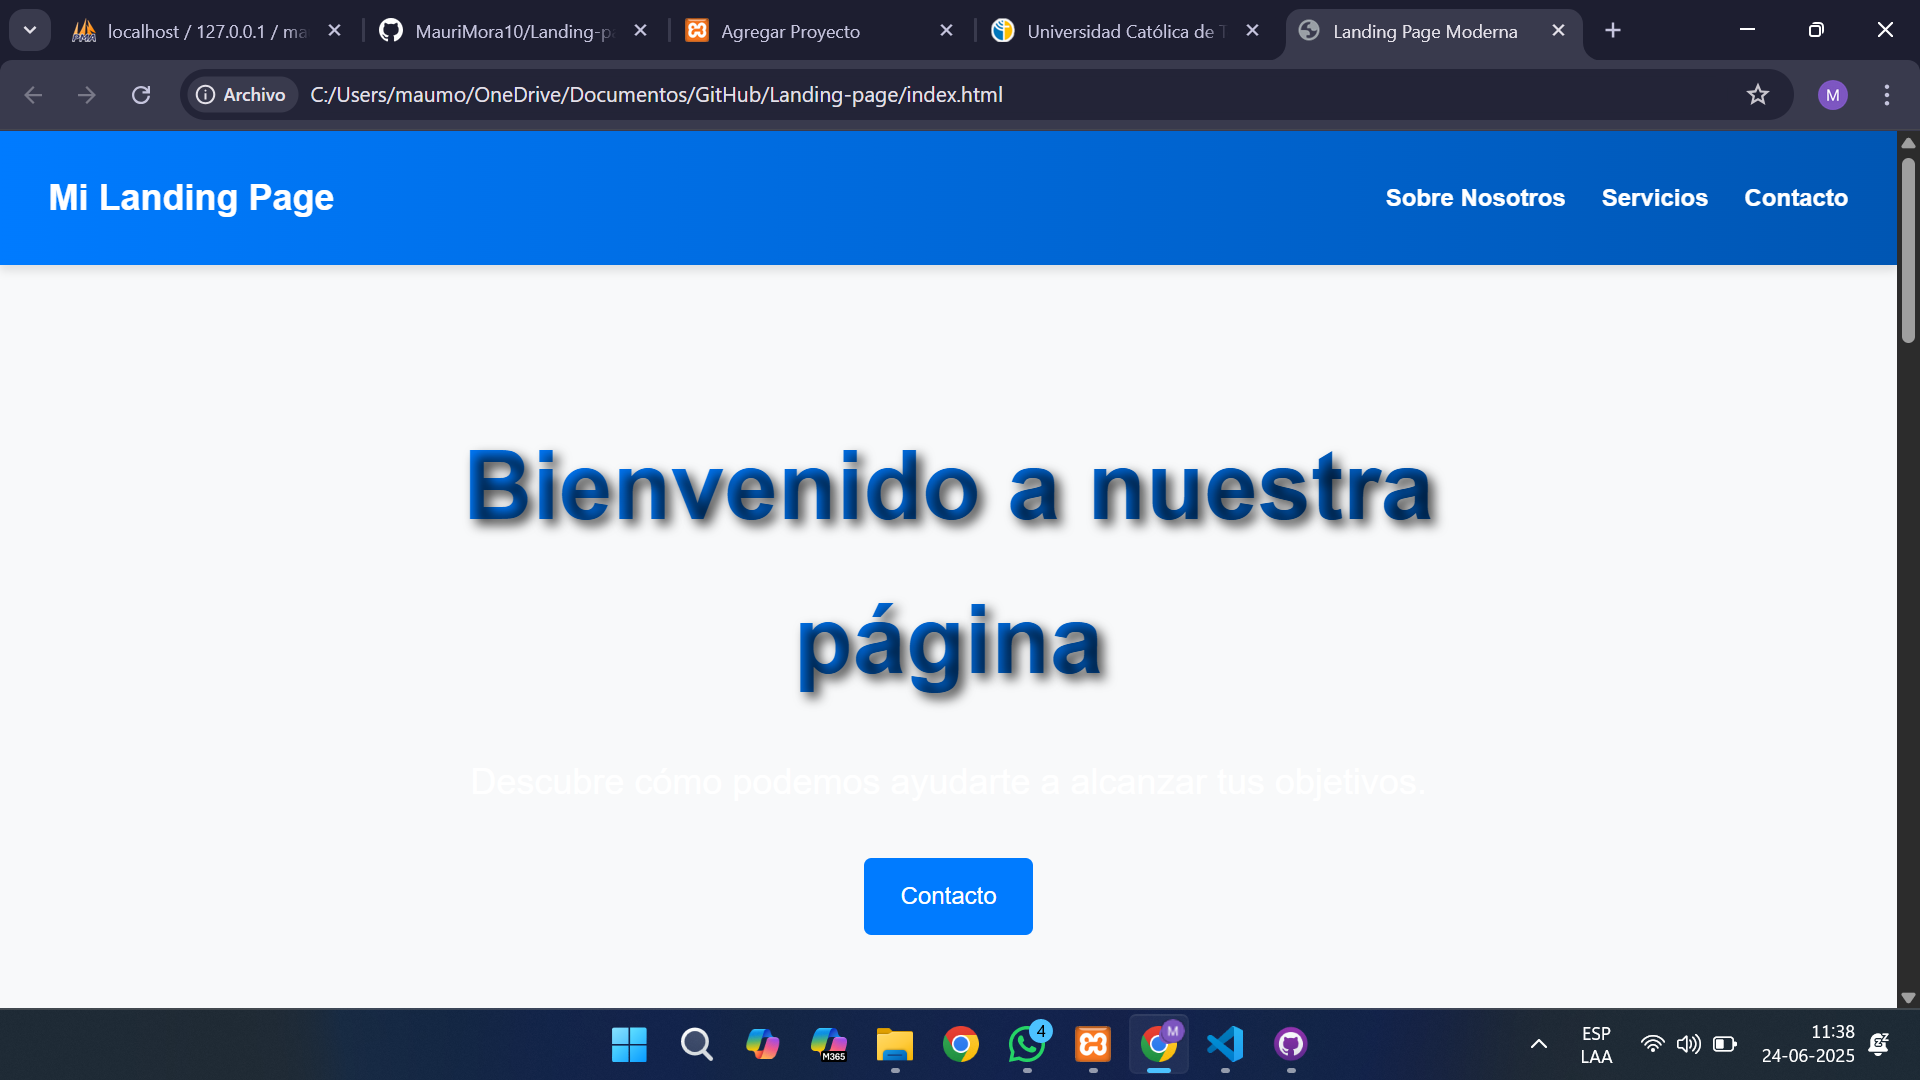 localhost / 127.0.0.1 / ma
MauriMora10/Landing-pa
Agregar Proyecto
Universidad Católica de T
Landing Page Moderna
Archivo
C:/Users/maumo/OneDrive/Documentos/GitHub/Landing-page/index.html
M
Mi Landing Page
Sobre Nosotros
Servicios
Contacto
Bienvenido a nuestra
página
Descubre cómo podemos ayudarte a alcanzar tus objetivos.
Contacto
M365
4
M
ESP
LAA
11:38
24-06-2025